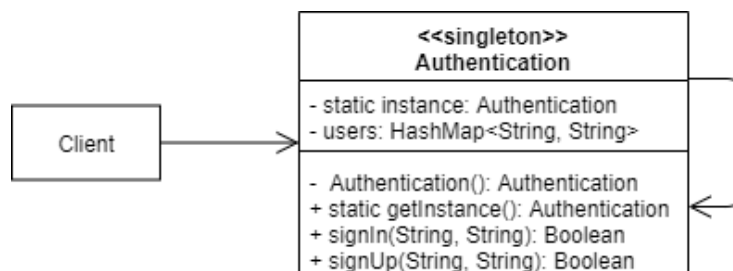 <<singleton>>
Authentication
- static instance: Authentication
- users: HashMap<String, String>
Client
- Authentication(): Authentication
+ static getInstance(): Authentication
+ signIn(String, String): Boolean
+ signUp(String, String): Boolean